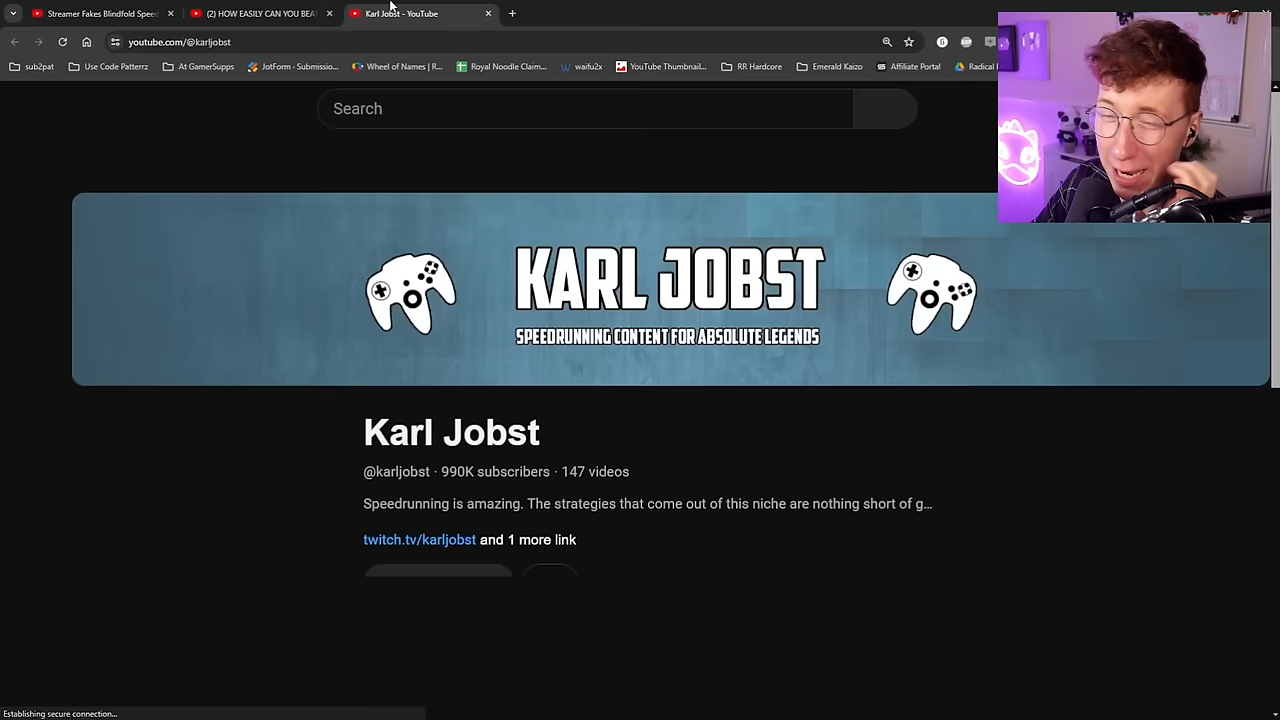 Streamer Fakes Blindfold Speed
(2) HOW EASILY CAN YOU BEA
Karl Jobst - YouTube
youtube.com/@karljobst
sub2pat
Use Code Patterrz
At GamerSupps
JotForm - Submissio...
Wheel of Names | R...
Royal Noodle Claim...
waifu2x
YouTube Thumbnail...
RR Hardcore
Emerald Kaizo
Affiliate Portal
Radical
Search
KARL JOBST
SPEEDRUNNING CONTENT FOR ABSOLUTE LEGENDS
Karl Jobst
@karljobst · 990K subscribers · 147 videos
Speedrunning is amazing. The strategies that come out of this niche are nothing short of g...
twitch.tv/karljobst and 1 more link
Establishing secure connection...